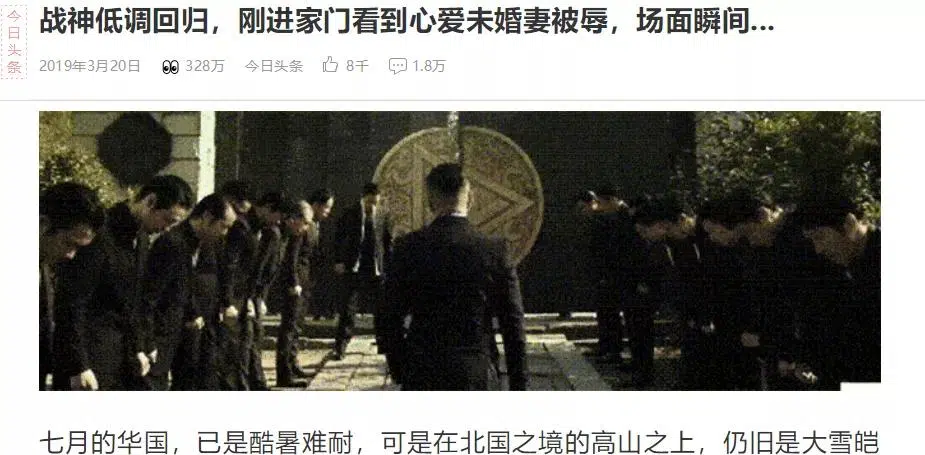 今日头条
战神低调回归，刚进家门看到心爱未婚妻被辱，场面瞬间...
2019年3月20日 328万 今日头条 8千 1.8万
七月的华国，已是酷暑难耐，可是在北国之境的高山之上，仍旧是大雪皑